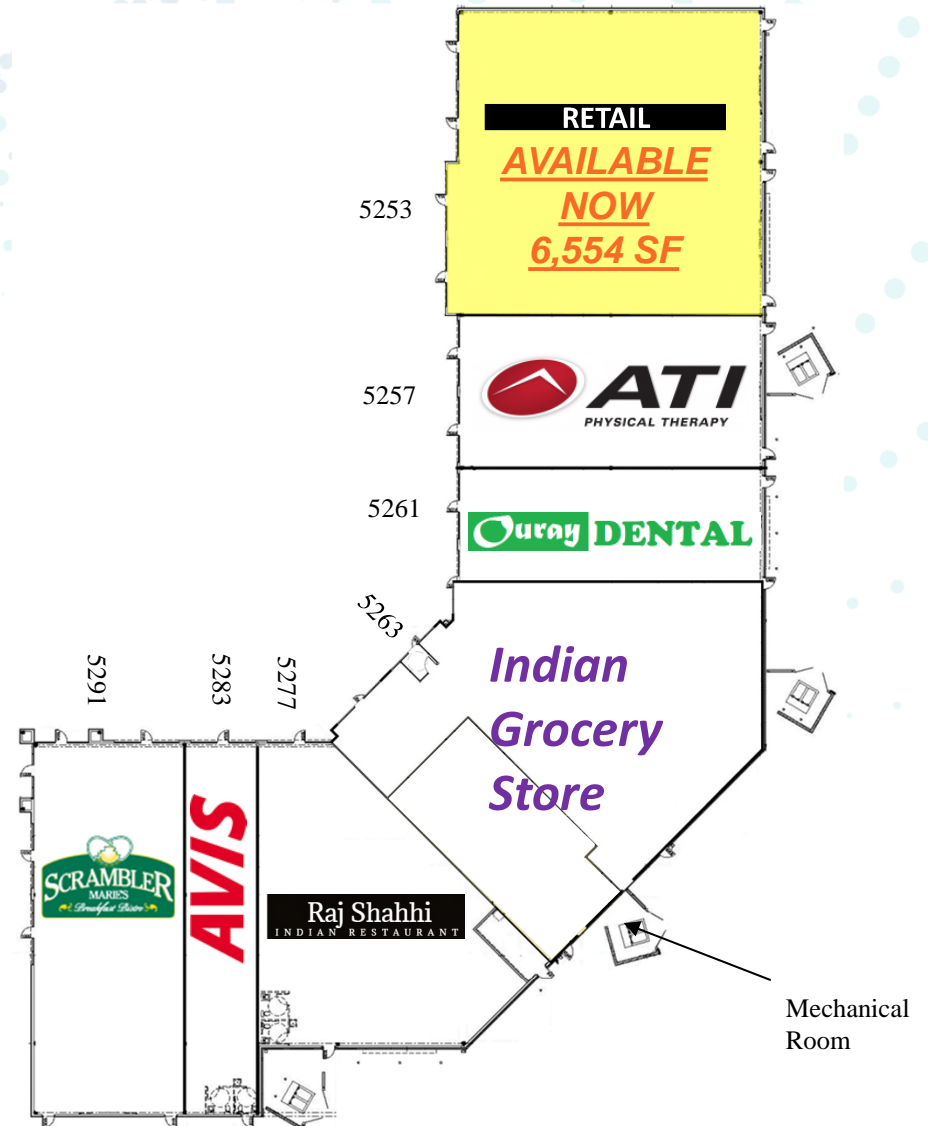 RETAIL
AVAILABLE
NOW
6,554 SF
5253
5257
ATI
PHYSICAL THERAPY
5261
Ouray DENTAL
5263
Indian
Grocery
Store
5291
5283
5277
SCRAMBLER
MARIE'S
Breakfast Bistro
AVIS
Raj Shahhi
INDIAN RESTAURANT
Mechanical
Room